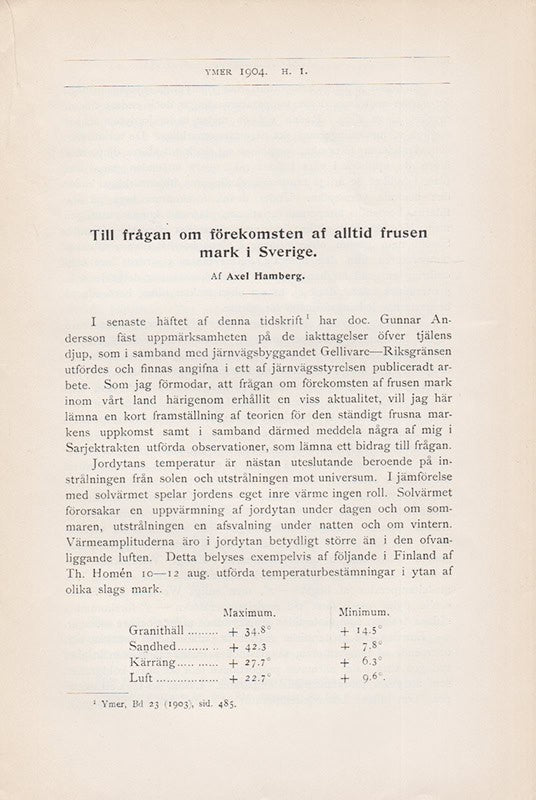 YMER 1904. H. 1.
Till frågan om förekomsten af alltid frusen
mark i Sverige.
Af Axel Hamberg.
I senaste häftet af denna tidskrift¹ har doc. Gunnar An-
dersson fäst uppmärksamheten på de iakttagelser öfver tjälens
djup, som i samband med järnvägsbyggandet Gellivare—Riksgränsen
utfördes och finnas angifna i ett af järnvägsstyrelsen publiceradt ar-
bete. Som jag förmodar, att frågan om förekomsten af frusen mark
inom vårt land härigenom erhållit en viss aktualitet, vill jag här
lämna en kort framställning af teorien för den ständigt frusna mar-
kens uppkomst samt i samband därmed meddela några af mig i
Sarjektrakten utförda observationer, som lämna ett bidrag till frågan.
Jordytans temperatur är nästan uteslutande beroende på in-
strålningen från solen och utstrålningen mot universum. I jämförelse
med solvärmet spelar jordens eget inre värme ingen roll. Solvärmet
förorsakar en uppvärmning af jordytan under dagen och om som-
maren, utstrålningen en afsvalning under natten och om vintern.
Värmeamplituderna äro i jordytan betydligt större än i den ofvan-
liggande luften. Detta belyses exempelvis af följande i Finland af
Th. Homén 10—12 aug. utförda temperaturbestämningar i ytan af
olika slags mark.
Maximum. Minimum.
Granithäll ......... + 34.8° + 14.5°
Sandhed........... + 42.3 + 7.8°
Kärräng............ + 27.7° + 6.3°
Luft .................. + 22.7° + 9.6°.
¹ Ymer, Bd 23 (1903), sid. 485.